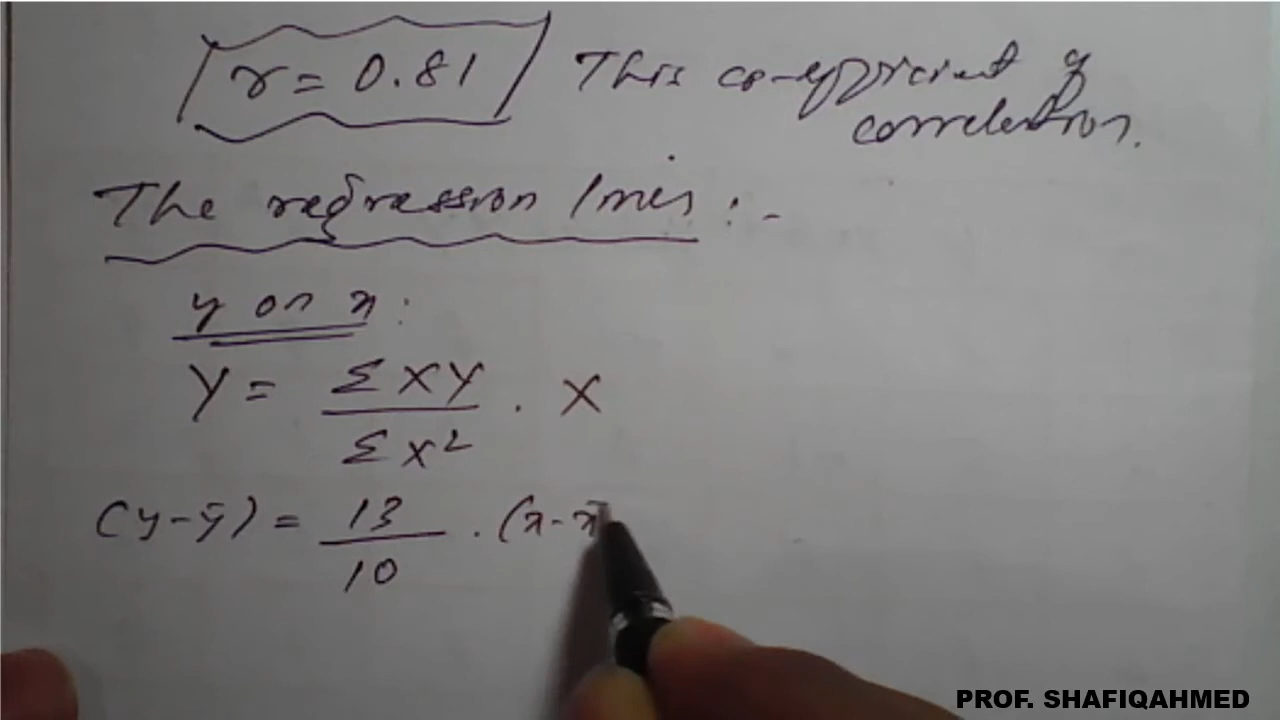 r = 0.81 This co-efficient of
correlation.
The regression lines :-
y on x :
Y = ΣXY / ΣX² . X
(y-ȳ) = 13 / 10 . (x-x̄
PROF. SHAFIQAHMED